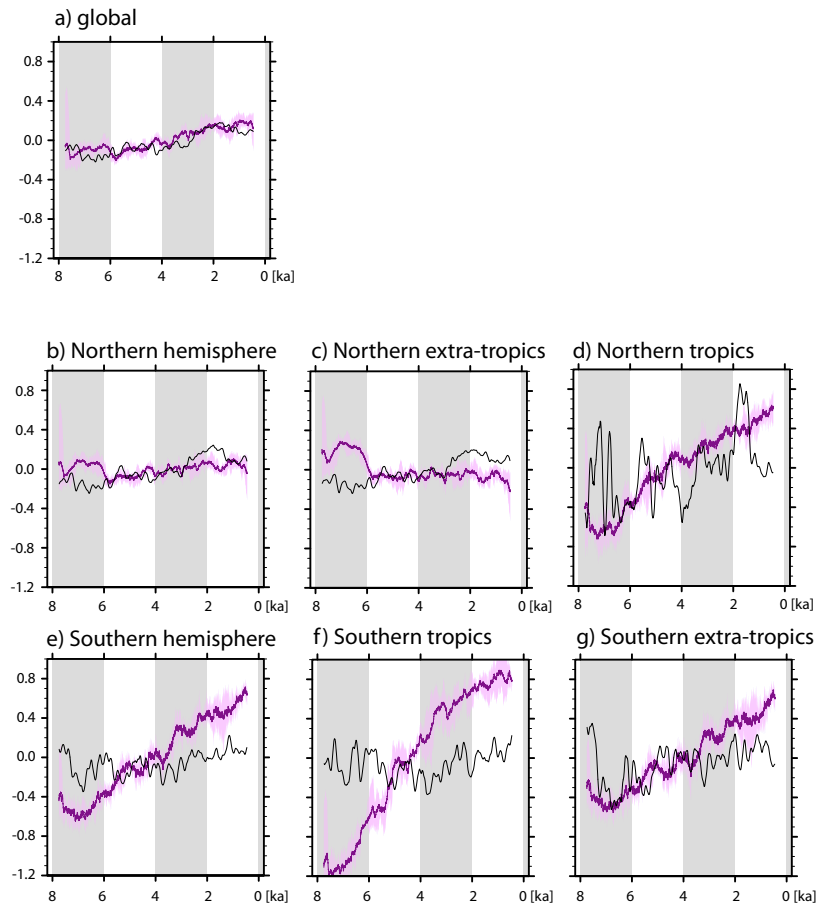 a) global
0.8
0.4
0.0
-0.4
-0.8
-1.2
8 6 4 2 0 [ka]
b) Northern hemisphere
c) Northern extra-tropics
d) Northern tropics
0.8
0.4
0.0
-0.4
-0.8
-1.2
8 6 4 2 0 [ka]
8 6 4 2 0 [ka]
8 6 4 2 0 [ka]
e) Southern hemisphere
f) Southern tropics
g) Southern extra-tropics
0.8
0.4
0.0
-0.4
-0.8
-1.2
8 6 4 2 0 [ka]
8 6 4 2 0 [ka]
8 6 4 2 0 [ka]